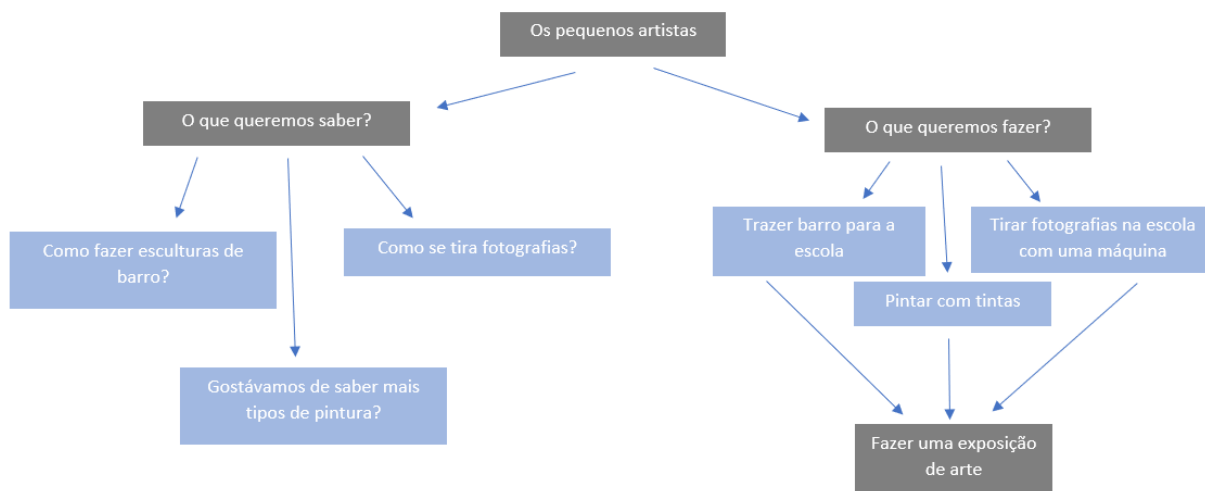 Os pequenos artistas
O que queremos saber?
O que queremos fazer?
Como fazer esculturas de
barro?
Como se tira fotografias?
Gostávamos de saber mais
tipos de pintura?
Trazer barro para a
escola
Tirar fotografias na escola
com uma máquina
Pintar com tintas
Fazer uma exposição
de arte